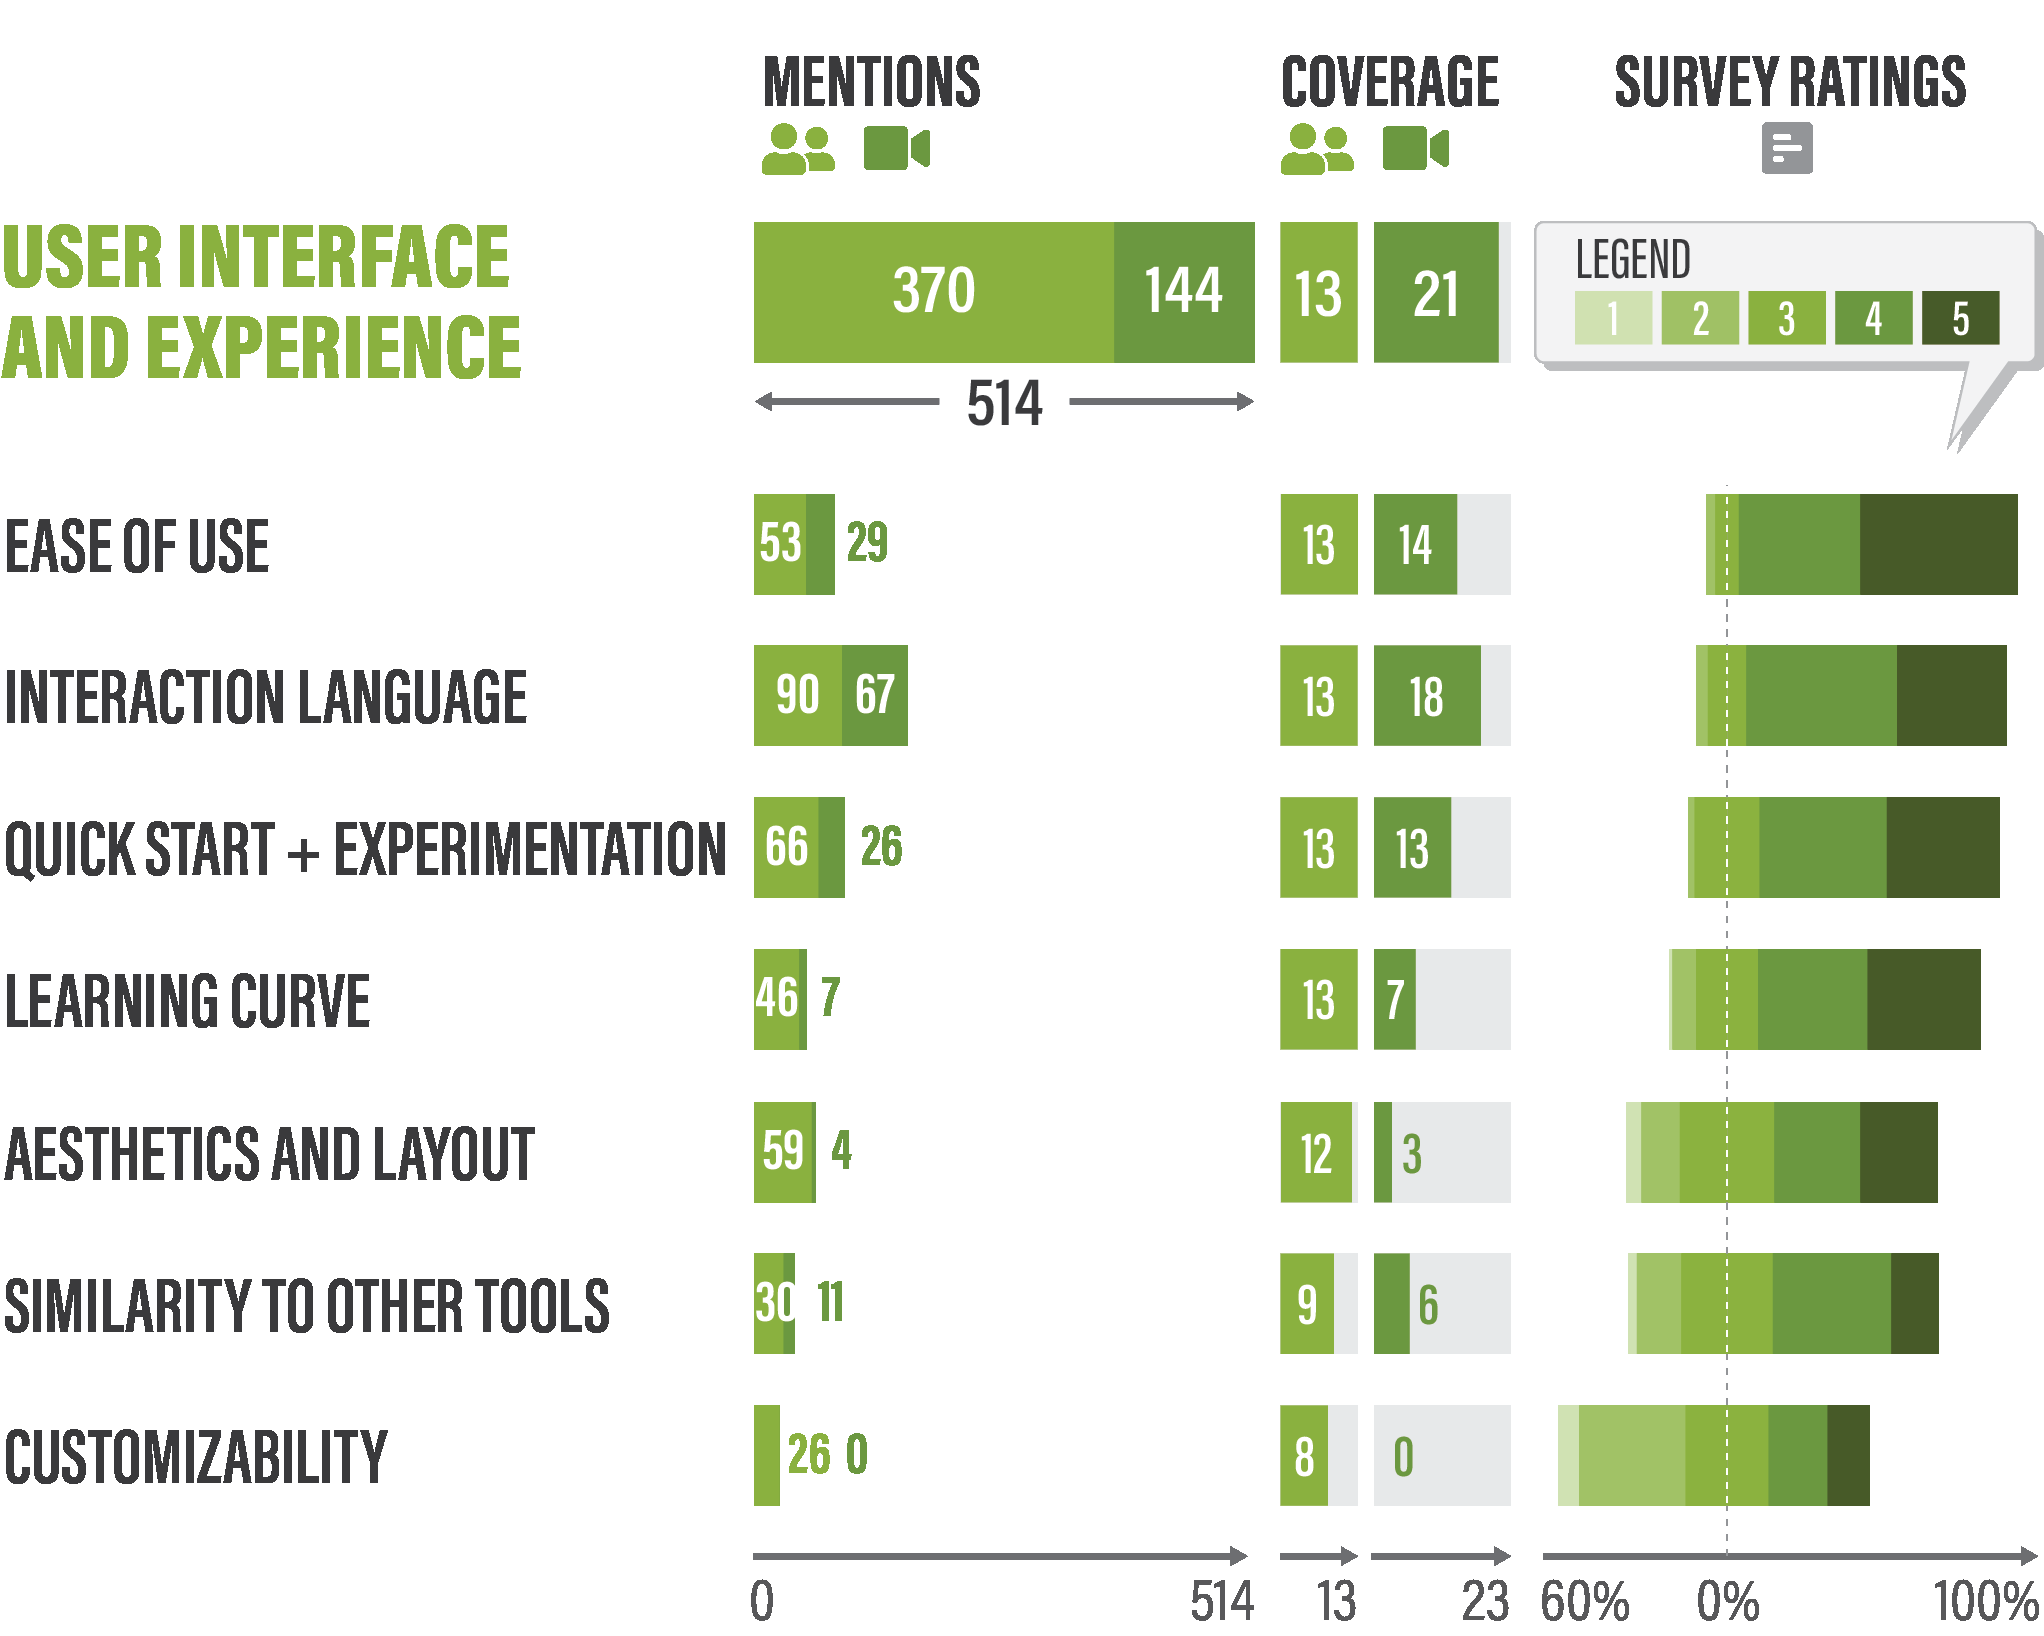 MENTIONS COVERAGE SURVEY RATINGS
USER INTERFACE
AND EXPERIENCE
370 144 13 21
514
LEGEND
1 2 3 4 5
EASE OF USE 53 29 13 14
INTERACTION LANGUAGE 90 67 13 18
QUICK START + EXPERIMENTATION 66 26 13 13
LEARNING CURVE 46 7 13 7
AESTHETICS AND LAYOUT 59 4 12 3
SIMILARITY TO OTHER TOOLS 30 11 9 6
CUSTOMIZABILITY 26 0 8 0
0 514 13 23 60% 0% 100%